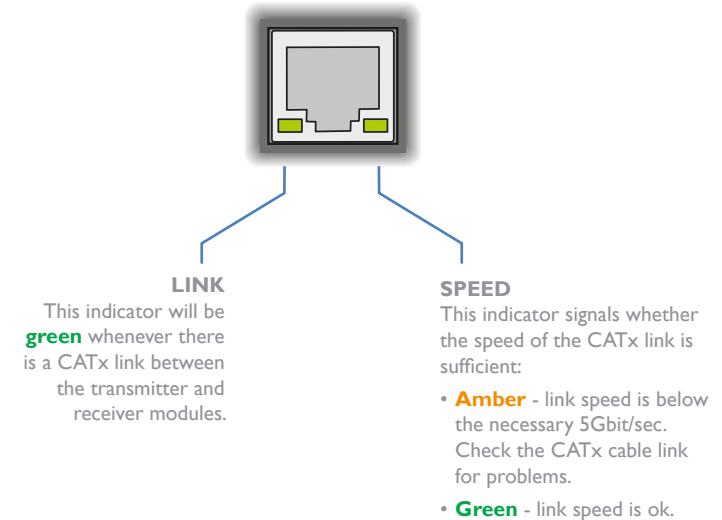 LINK
This indicator will be
green whenever there
is a CATx link between
the transmitter and
receiver modules.
SPEED
This indicator signals whether
the speed of the CATx link is
sufficient:
• Amber - link speed is below
the necessary 5Gbit/sec.
Check the CATx cable link
for problems.
• Green - link speed is ok.